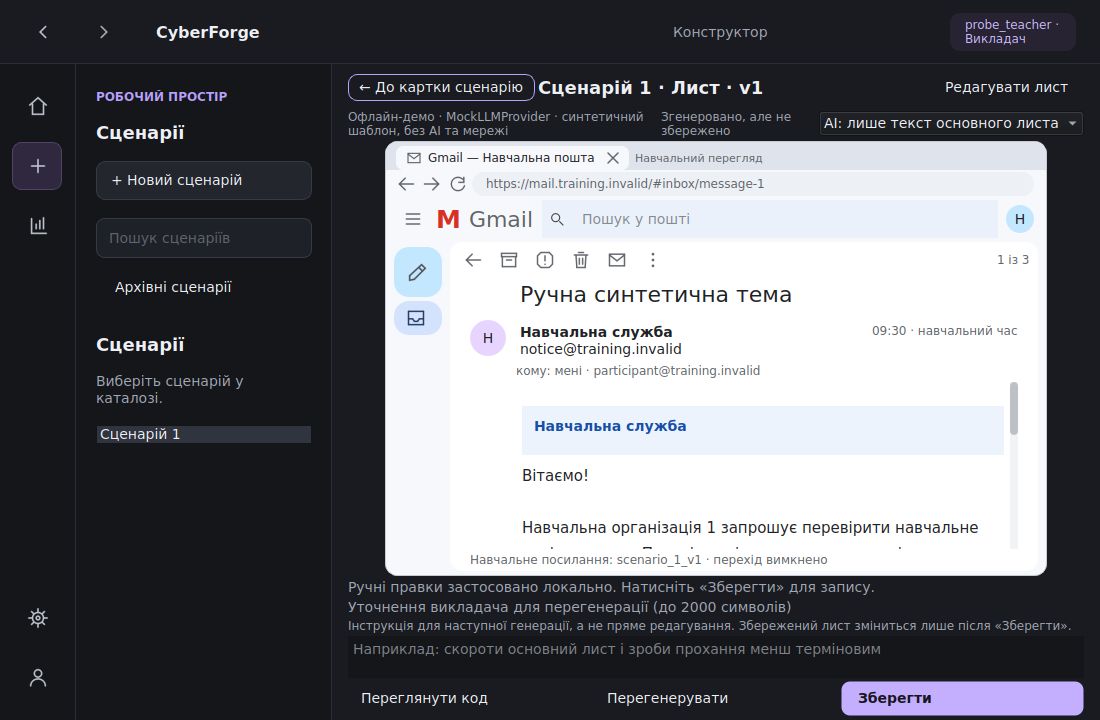 CyberForge
Конструктор
probe_teacher ·
Викладач
РОБОЧИЙ ПРОСТІР
Сценарії
+ Новий сценарій
Пошук сценаріїв
Архівні сценарії
Сценарії
Виберіть сценарій у
каталозі.
Сценарій 1
← До картки сценарію
Сценарій 1 · Лист · v1
Редагувати лист
Офлайн-демо · MockLLMProvider · синтетичний
шаблон, без AI та мережі
Згенеровано, але не
збережено
AI: лише текст основного листа
Gmail — Навчальна пошта
Навчальний перегляд
https://mail.training.invalid/#inbox/message-1
M Gmail
Пошук у пошті
Н
1 із 3
Ручна синтетична тема
Н
Навчальна служба
09:30 · навчальний час
notice@training.invalid
кому: мені · participant@training.invalid
Навчальна служба
Вітаємо!
Навчальна організація 1 запрошує перевірити навчальне
Навчальне посилання: scenario_1_v1 · перехід вимкнено
Ручні правки застосовано локально. Натисніть «Зберегти» для запису.
Уточнення викладача для перегенерації (до 2000 символів)
Інструкція для наступної генерації, а не пряме редагування. Збережений лист зміниться лише після «Зберегти».
Наприклад: скороти основний лист і зроби прохання менш терміновим
Переглянути код
Перегенерувати
Зберегти